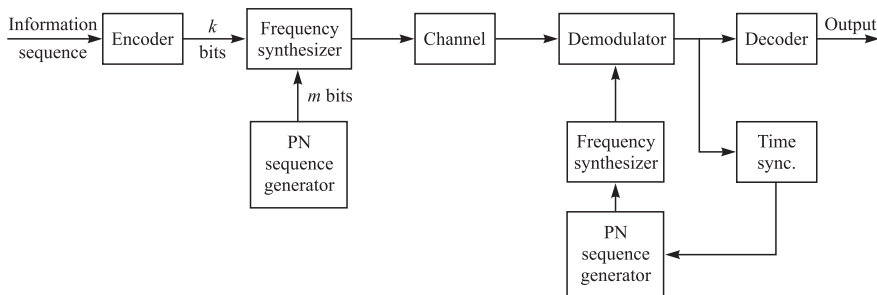 Information
sequence
Encoder
k
bits
Frequency
synthesizer
m bits
PN
sequence
generator
Channel
Demodulator
Decoder
Output
Frequency
synthesizer
Time
sync.
PN
sequence
generator